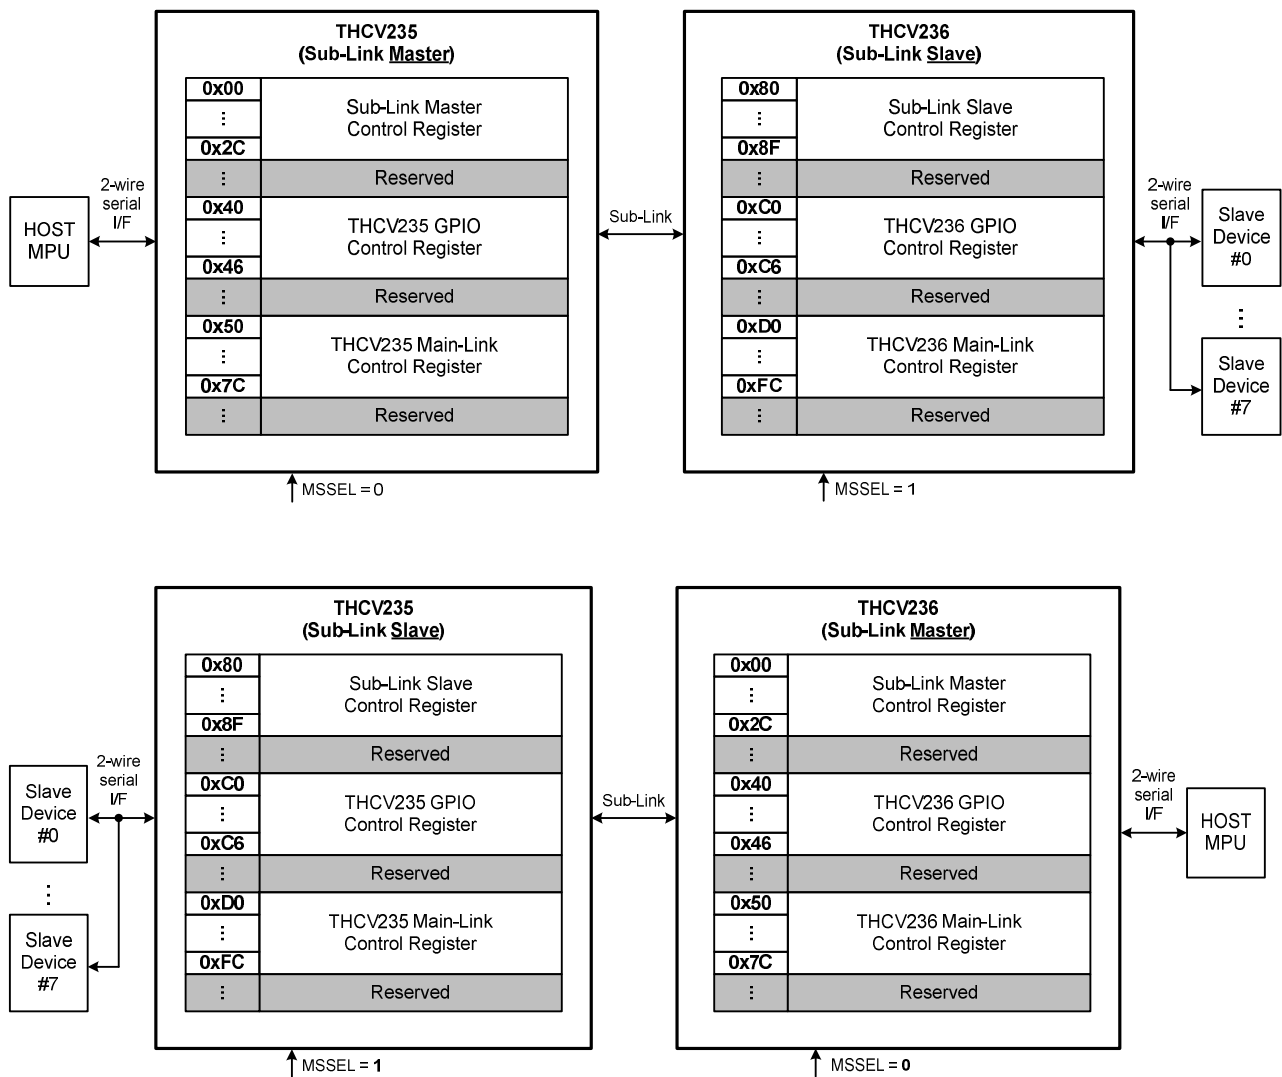 THCV235
(Sub-Link Master)
0x00
⋮
0x2C
Sub-Link Master
Control Register
⋮
Reserved
0x40
⋮
0x46
THCV235 GPIO
Control Register
⋮
Reserved
0x50
⋮
0x7C
THCV235 Main-Link
Control Register
⋮
Reserved
MSSEL = 0
HOST
MPU
2-wire
serial
I/F
Sub-Link
THCV236
(Sub-Link Slave)
0x80
⋮
0x8F
Sub-Link Slave
Control Register
⋮
Reserved
0xC0
⋮
0xC6
THCV236 GPIO
Control Register
⋮
Reserved
0xD0
⋮
0xFC
THCV236 Main-Link
Control Register
⋮
Reserved
MSSEL = 1
2-wire
serial
I/F
Slave
Device
#0
⋮
Slave
Device
#7
THCV235
(Sub-Link Slave)
0x80
⋮
0x8F
Sub-Link Slave
Control Register
⋮
Reserved
0xC0
⋮
0xC6
THCV235 GPIO
Control Register
⋮
Reserved
0xD0
⋮
0xFC
THCV235 Main-Link
Control Register
⋮
Reserved
MSSEL = 1
2-wire
serial
I/F
Slave
Device
#0
⋮
Slave
Device
#7
Sub-Link
THCV236
(Sub-Link Master)
0x00
⋮
0x2C
Sub-Link Master
Control Register
⋮
Reserved
0x40
⋮
0x46
THCV236 GPIO
Control Register
⋮
Reserved
0x50
⋮
0x7C
THCV236 Main-Link
Control Register
⋮
Reserved
MSSEL = 0
2-wire
serial
I/F
HOST
MPU